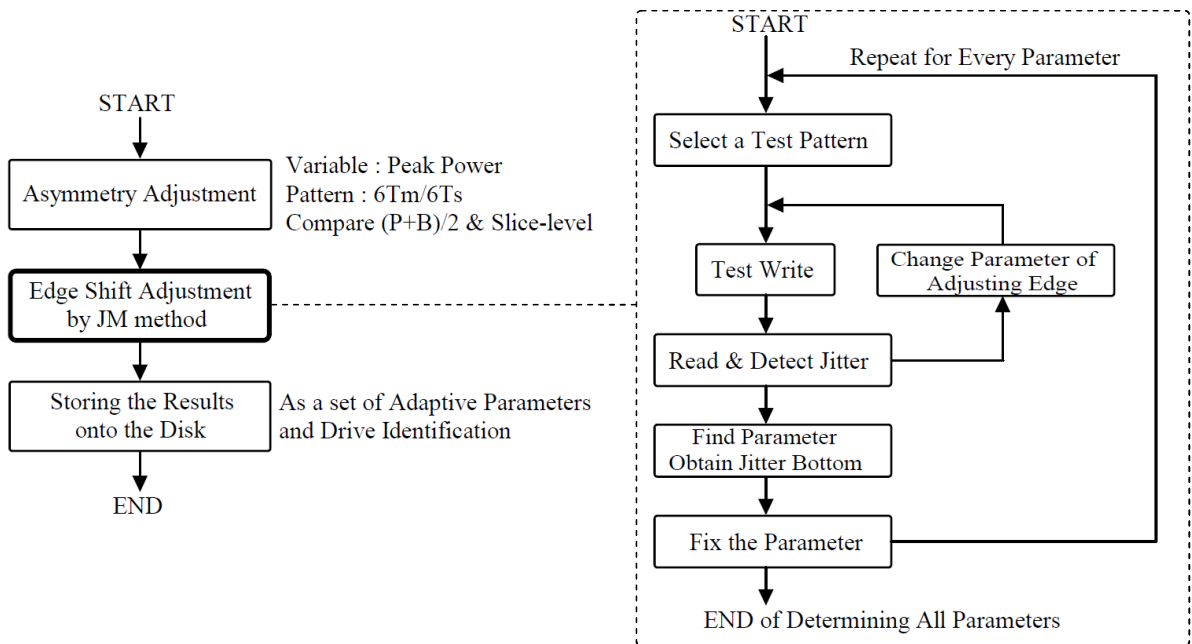 START
Asymmetry Adjustment
Variable : Peak Power
Pattern : 6Tm/6Ts
Compare (P+B)/2 & Slice-level
Edge Shift Adjustment
by JM method
Storing the Results
onto the Disk
As a set of Adaptive Parameters
and Drive Identification
END
START
Repeat for Every Parameter
Select a Test Pattern
Test Write
Change Parameter of
Adjusting Edge
Read & Detect Jitter
Find Parameter
Obtain Jitter Bottom
Fix the Parameter
END of Determining All Parameters